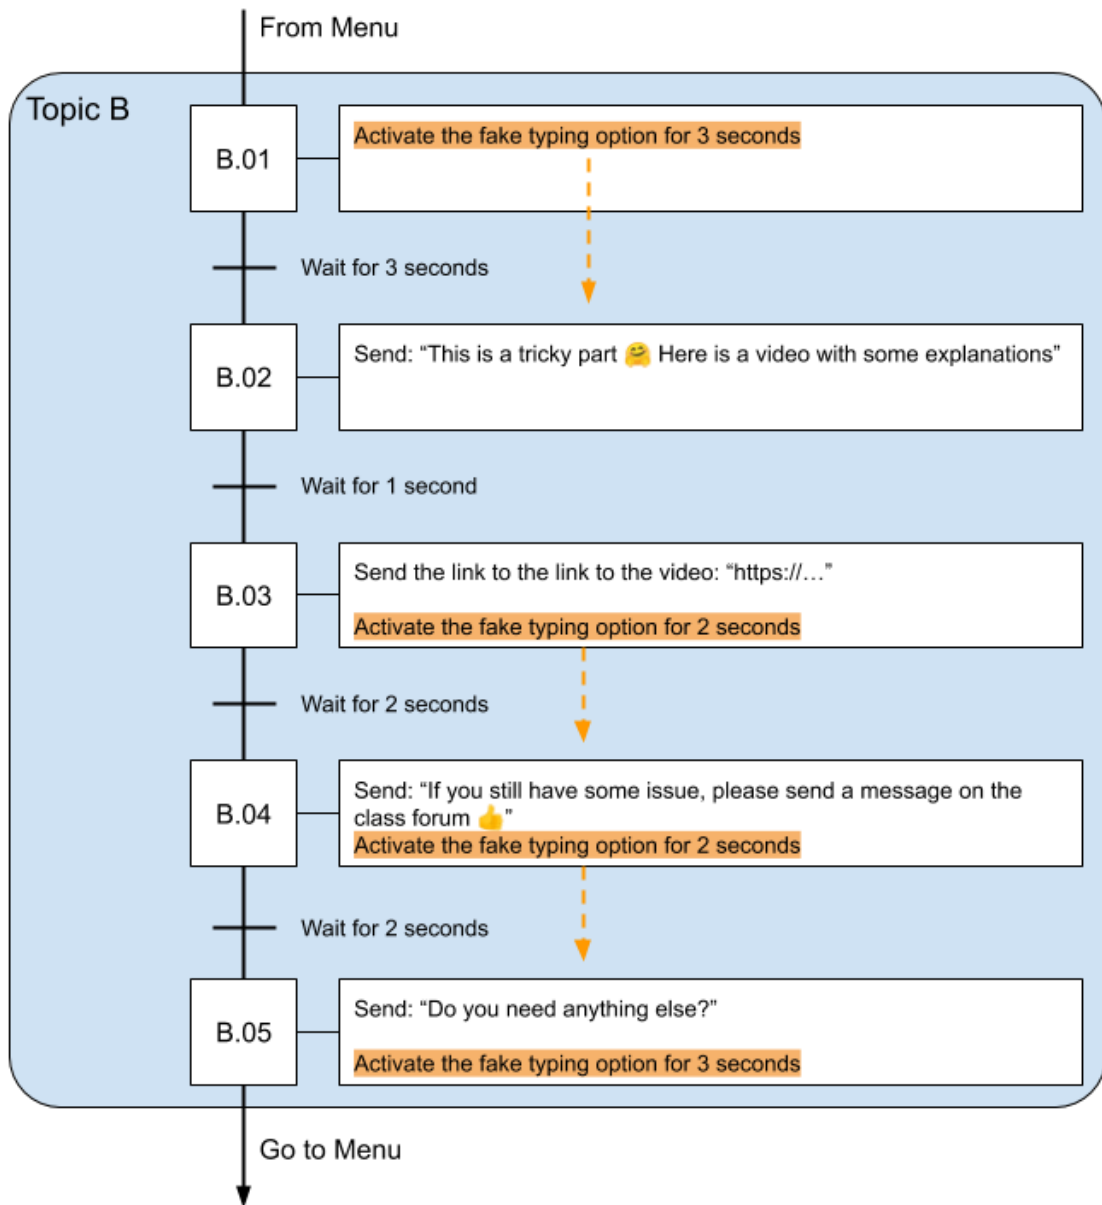 From Menu
Topic B
B.01
Activate the fake typing option for 3 seconds
Wait for 3 seconds
B.02
Send: “This is a tricky part 🤗 Here is a video with some explanations”
Wait for 1 second
B.03
Send the link to the link to the video: “https://…”
Activate the fake typing option for 2 seconds
Wait for 2 seconds
B.04
Send: “If you still have some issue, please send a message on the
class forum 👍”
Activate the fake typing option for 2 seconds
Wait for 2 seconds
B.05
Send: “Do you need anything else?”
Activate the fake typing option for 3 seconds
Go to Menu